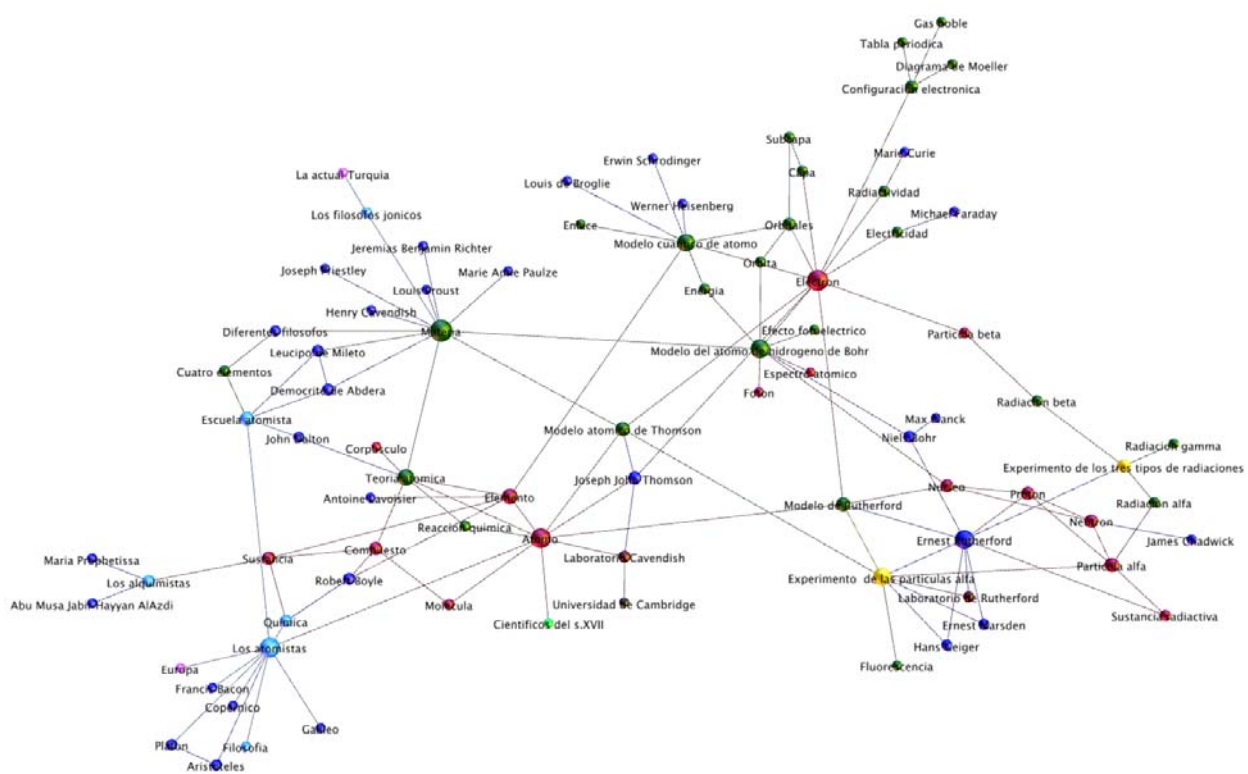 Gas noble
Tabla periodica
Diagrama de Moeller
Configuracion electronica
Subcapa
Marie Curie
Erwin Schrodinger
Capa
La actual Turquia
Louis de Broglie
Radiactividad
Werner Heisenberg
Los filosofos jonicos
Michael Faraday
Enlace
Orbitales
Electricidad
Jeremias Benjamin Richter
Modelo cuantico de atomo
Orbita
Joseph Priestley
Marie Anne Paulze
Electron
Louis Proust
Energia
Henry Cavendish
Diferentes filosofos
Materia
Efecto fotoelectrico
Particula beta
Leucipo de Mileto
Modelo del atomo de hidrogeno de Bohr
Cuatro elementos
Espectro atomico
Democrito de Abdera
Foton
Radiacion beta
Escuela atomista
Max Planck
Modelo atomico de Thomson
John Dalton
Niels Bohr
Radiacion gamma
Corpusculo
Experimento de los tres tipos de radiaciones
Teoria atomica
Joseph John Thomson
Antoine Lavoisier
Elemento
Nucleo
Proton
Modelo de Rutherford
Radiacion alfa
Reaccion quimica
Neutron
Atomo
Ernest Rutherford
James Chadwick
Maria Prophetissa
Sustancia
Compuesto
Laboratorio Cavendish
Particula alfa
Los alquimistas
Robert Boyle
Experimento de las particulas alfa
Abu Musa Jabir Hayyan AlAzdi
Molecula
Universidad de Cambridge
Laboratorio de Rutherford
Sustancia radiactiva
Quimica
Cientificos del s.XVII
Ernest Marsden
Los atomistas
Hans Geiger
Europa
Fluorescencia
Francis Bacon
Copernico
Galileo
Platon
Filosofia
Aristoteles